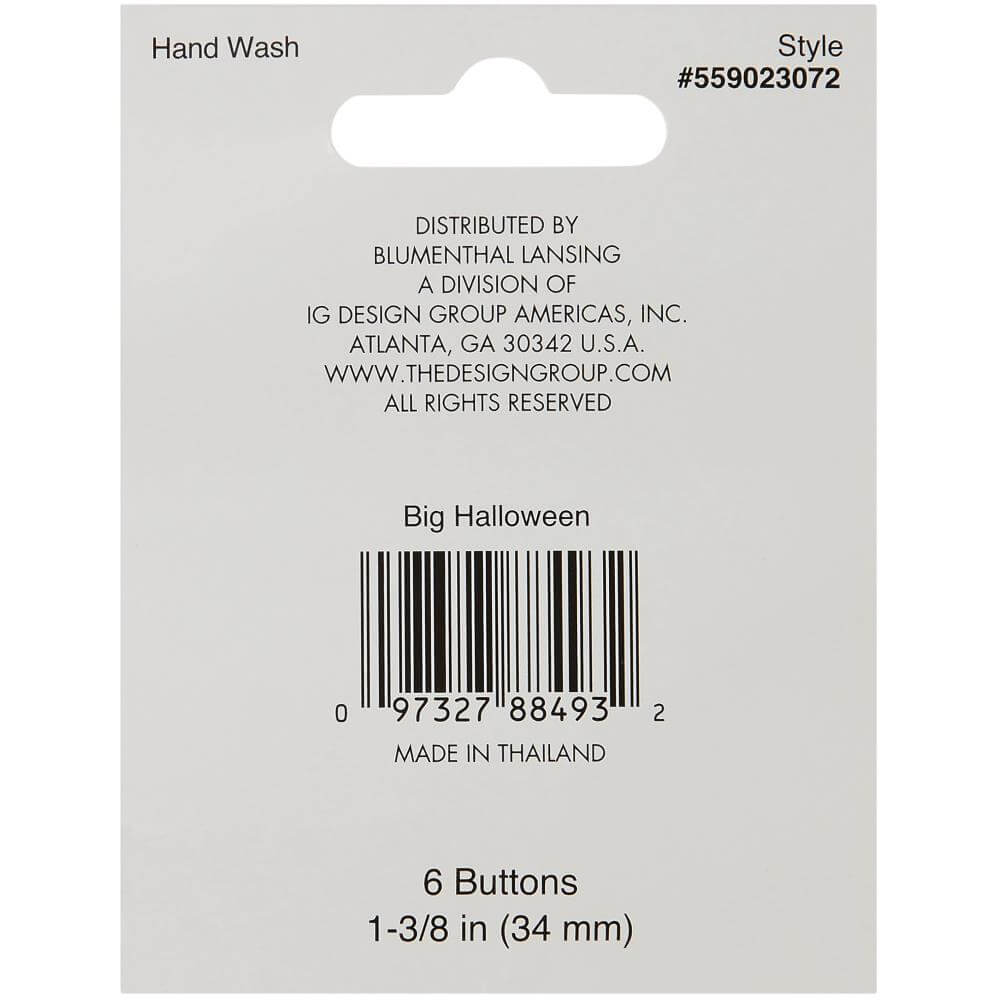 Hand Wash
Style
#559023072
DISTRIBUTED BY
BLUMENTHAL LANSING
A DIVISION OF
IG DESIGN GROUP AMERICAS, INC.
ATLANTA, GA 30342 U.S.A.
WWW.THEDESIGNGROUP.COM
ALL RIGHTS RESERVED
Big Halloween
0 97327 88493 2
MADE IN THAILAND
6 Buttons
1-3/8 in (34 mm)